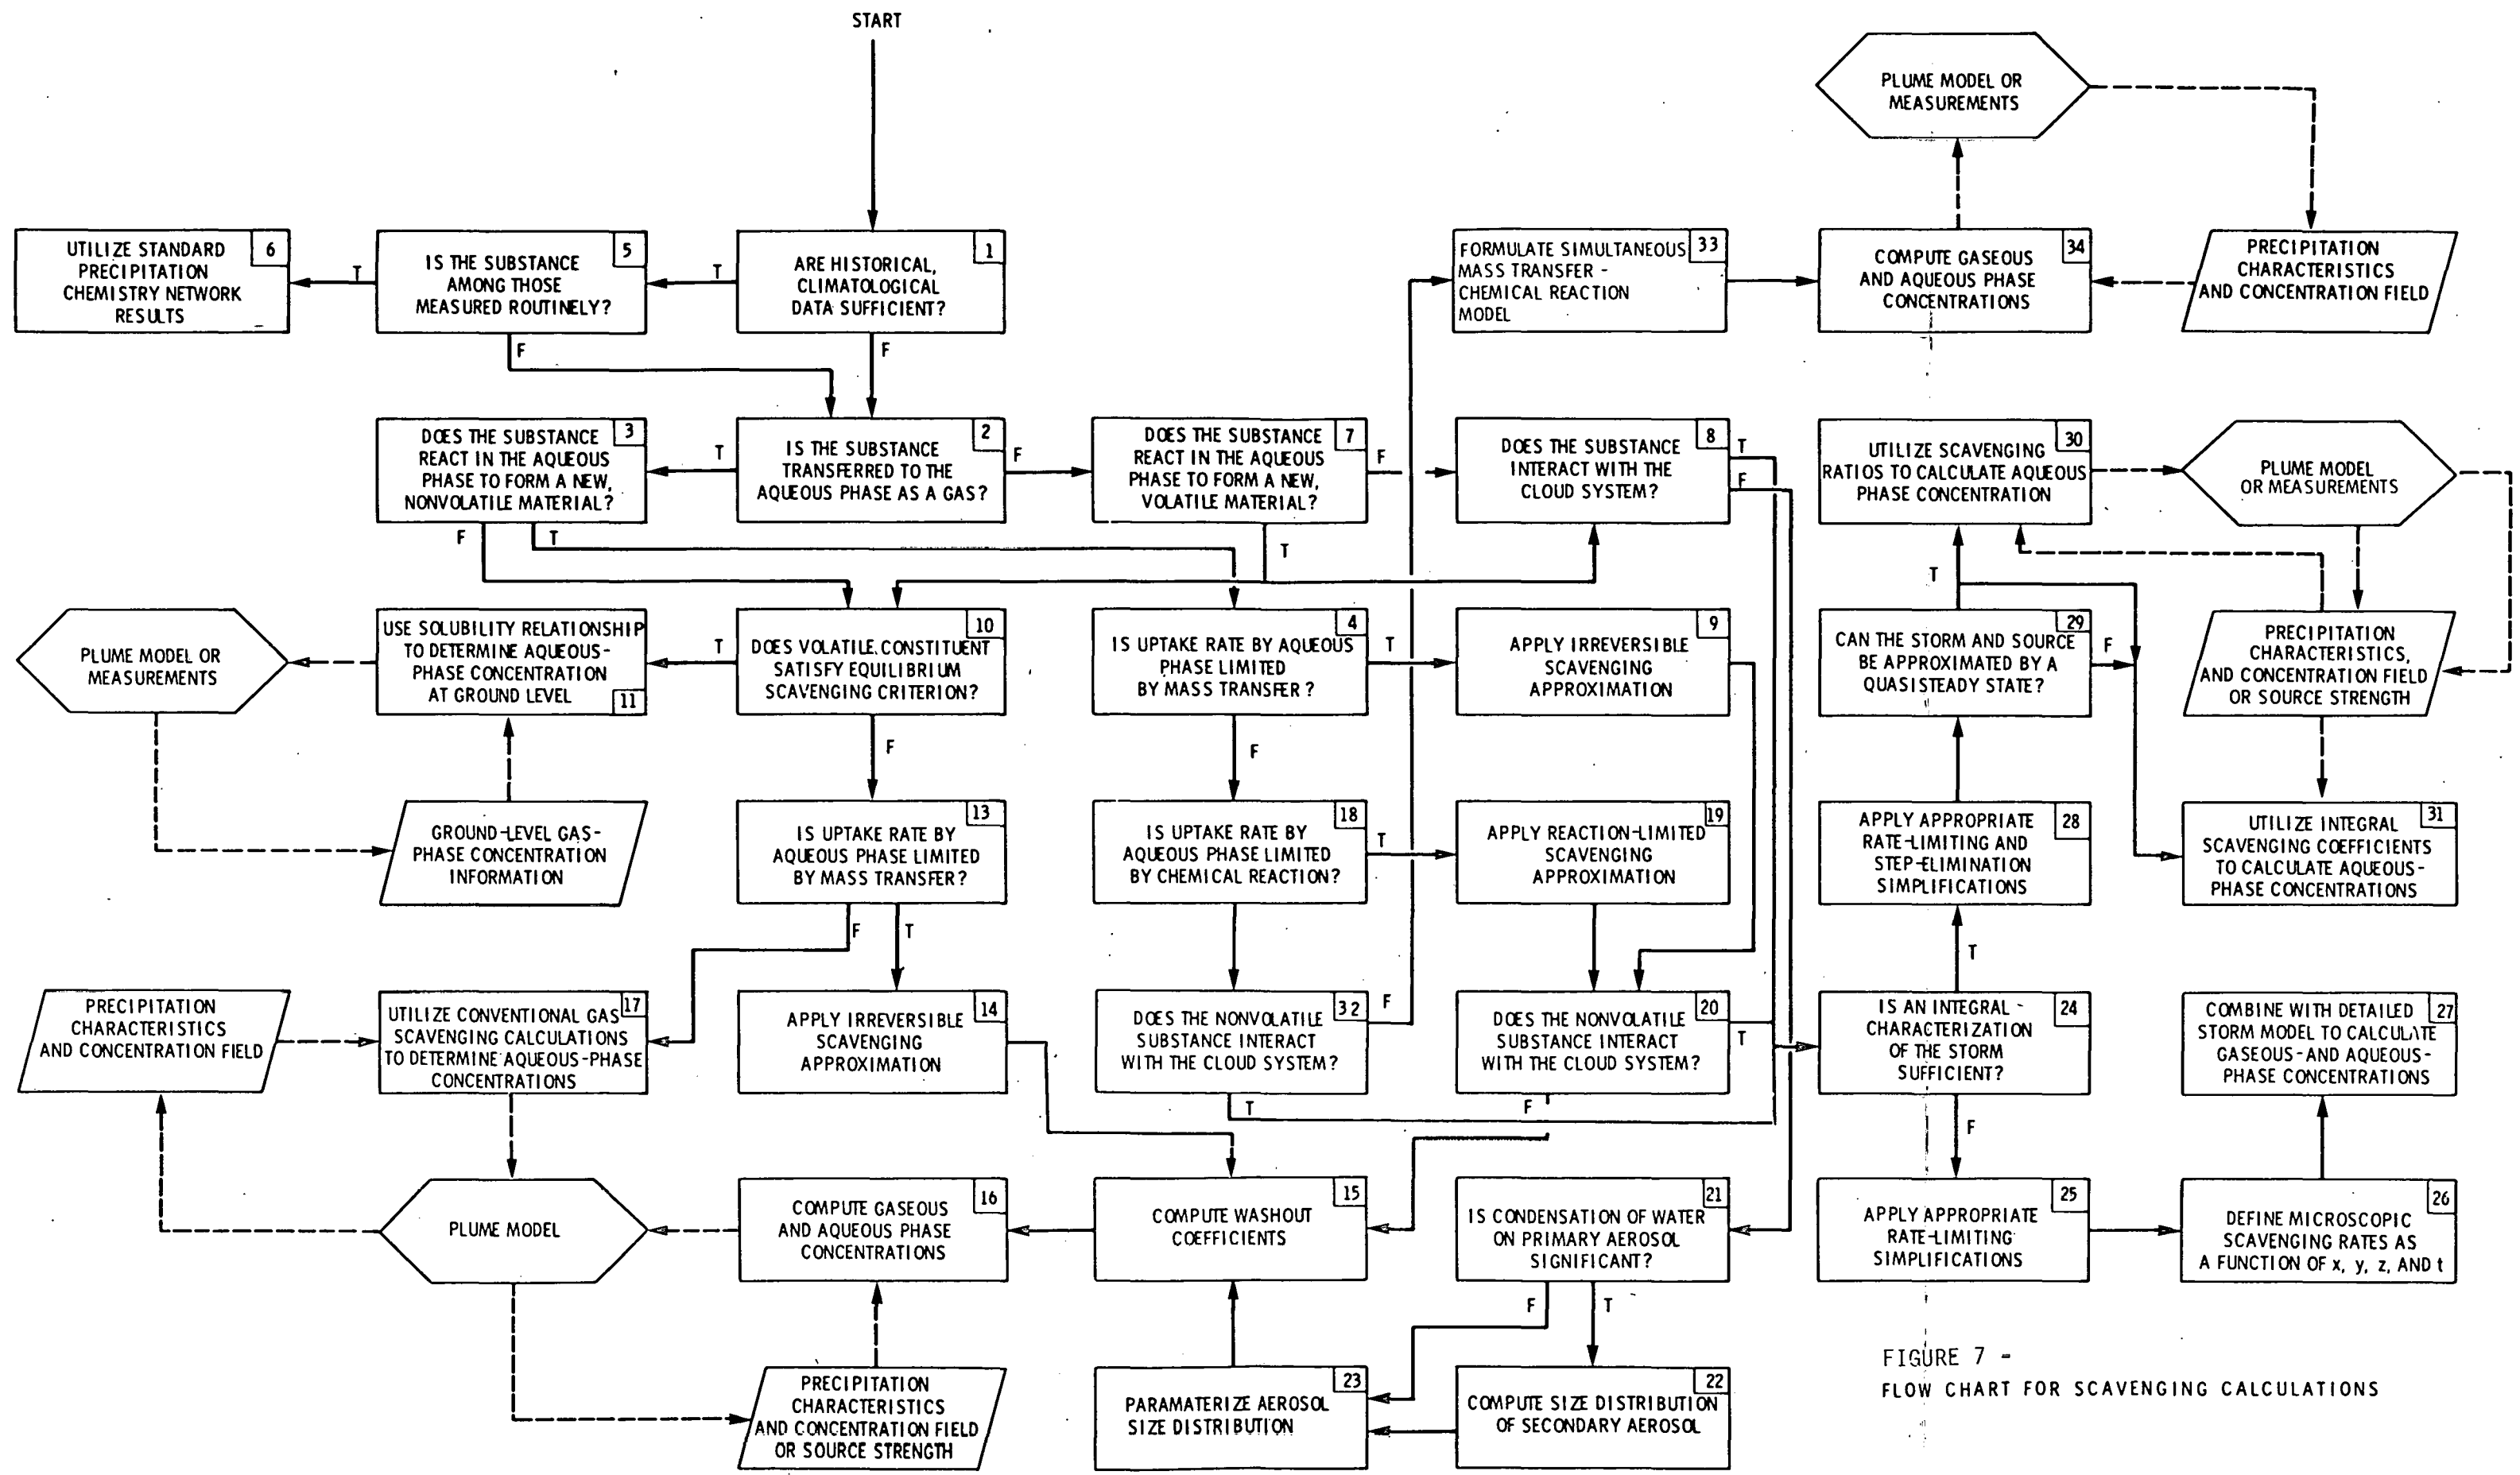 START
PLUME MODEL OR
MEASUREMENTS
6
UTILIZE STANDARD
PRECIPITATION
CHEMISTRY NETWORK
RESULTS
T
5
IS THE SUBSTANCE
AMONG THOSE
MEASURED ROUTINELY?
T
1
ARE HISTORICAL,
CLIMATOLOGICAL
DATA SUFFICIENT?
33
FORMULATE SIMULTANEOUS
MASS TRANSFER -
CHEMICAL REACTION
MODEL
34
COMPUTE GASEOUS
AND AQUEOUS PHASE
CONCENTRATIONS
PRECIPITATION
CHARACTERISTICS
AND CONCENTRATION FIELD
F
F
3
DOES THE SUBSTANCE
REACT IN THE AQUEOUS
PHASE TO FORM A NEW,
NONVOLATILE MATERIAL?
T
2
IS THE SUBSTANCE
TRANSFERRED TO THE
AQUEOUS PHASE AS A GAS?
F
7
DOES THE SUBSTANCE
REACT IN THE AQUEOUS
PHASE TO FORM A NEW,
VOLATILE MATERIAL?
F
8
DOES THE SUBSTANCE
INTERACT WITH THE
CLOUD SYSTEM?
T
F
30
UTILIZE SCAVENGING
RATIOS TO CALCULATE AQUEOUS
PHASE CONCENTRATION
PLUME MODEL
OR MEASUREMENTS
F
T
T
T
PLUME MODEL OR
MEASUREMENTS
USE SOLUBILITY RELATIONSHIP
TO DETERMINE AQUEOUS-
PHASE CONCENTRATION
AT GROUND LEVEL
11
T
10
DOES VOLATILE CONSTITUENT
SATISFY EQUILIBRIUM
SCAVENGING CRITERION?
4
IS UPTAKE RATE BY AQUEOUS
PHASE LIMITED
BY MASS TRANSFER?
T
9
APPLY IRREVERSIBLE
SCAVENGING
APPROXIMATION
29
CAN THE STORM AND SOURCE
BE APPROXIMATED BY A
QUASISTEADY STATE?
F
PRECIPITATION
CHARACTERISTICS,
AND CONCENTRATION FIELD
OR SOURCE STRENGTH
F
F
GROUND-LEVEL GAS-
PHASE CONCENTRATION
INFORMATION
13
IS UPTAKE RATE BY
AQUEOUS PHASE LIMITED
BY MASS TRANSFER?
18
IS UPTAKE RATE BY
AQUEOUS PHASE LIMITED
BY CHEMICAL REACTION?
T
19
APPLY REACTION-LIMITED
SCAVENGING
APPROXIMATION
28
APPLY APPROPRIATE
RATE-LIMITING AND
STEP-ELIMINATION
SIMPLIFICATIONS
31
UTILIZE INTEGRAL
SCAVENGING COEFFICIENTS
TO CALCULATE AQUEOUS-
PHASE CONCENTRATIONS
F
T
T
PRECIPITATION
CHARACTERISTICS
AND CONCENTRATION FIELD
17
UTILIZE CONVENTIONAL GAS
SCAVENGING CALCULATIONS
TO DETERMINE AQUEOUS-PHASE
CONCENTRATIONS
14
APPLY IRREVERSIBLE
SCAVENGING
APPROXIMATION
32
DOES THE NONVOLATILE
SUBSTANCE INTERACT
WITH THE CLOUD SYSTEM?
F
20
DOES THE NONVOLATILE
SUBSTANCE INTERACT
WITH THE CLOUD SYSTEM?
T
24
IS AN INTEGRAL -
CHARACTERIZATION
OF THE STORM
SUFFICIENT?
27
COMBINE WITH DETAILED
STORM MODEL TO CALCULATE
GASEOUS-AND AQUEOUS-
PHASE CONCENTRATIONS
T
F
F
PLUME MODEL
16
COMPUTE GASEOUS
AND AQUEOUS PHASE
CONCENTRATIONS
15
COMPUTE WASHOUT
COEFFICIENTS
21
IS CONDENSATION OF WATER
ON PRIMARY AEROSOL
SIGNIFICANT?
25
APPLY APPROPRIATE
RATE-LIMITING
SIMPLIFICATIONS
26
DEFINE MICROSCOPIC
SCAVENGING RATES AS
A FUNCTION OF x, y, z, AND t
F
T
PRECIPITATION
CHARACTERISTICS
AND CONCENTRATION FIELD
OR SOURCE STRENGTH
23
PARAMATERIZE AEROSOL
SIZE DISTRIBUTION
22
COMPUTE SIZE DISTRIBUTION
OF SECONDARY AEROSOL
FIGURE 7 -
FLOW CHART FOR SCAVENGING CALCULATIONS